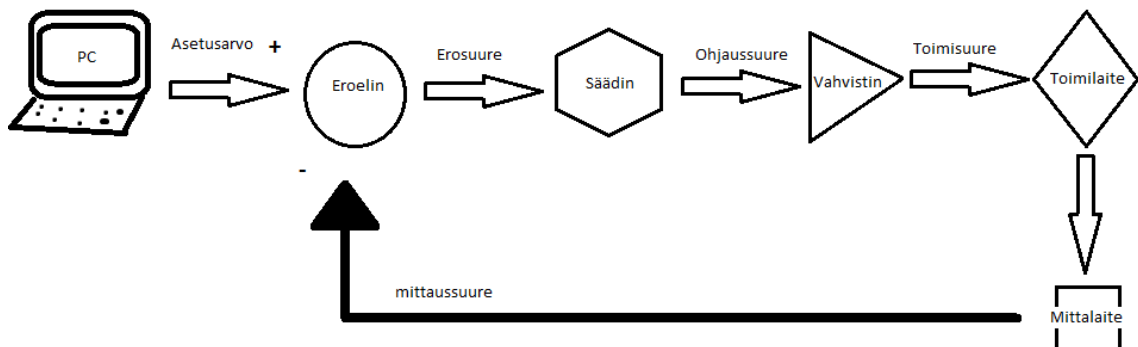 PC
Asetusarvo +
Eroelin
Erosuure
Säädin
Ohjaussuure
Vahvistin
Toimisuure
Toimilaite
-
mittaussuure
Mittalaite